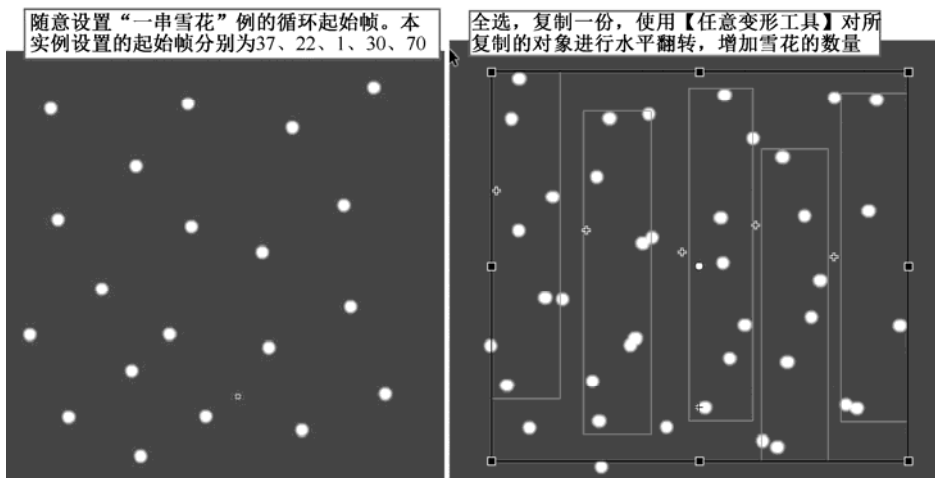 随意设置“一串雪花”例的循环起始帧。本
实例设置的起始帧分别为37、22、1、30、70
全选，复制一份，使用【任意变形工具】对所
复制的对象进行水平翻转，增加雪花的数量